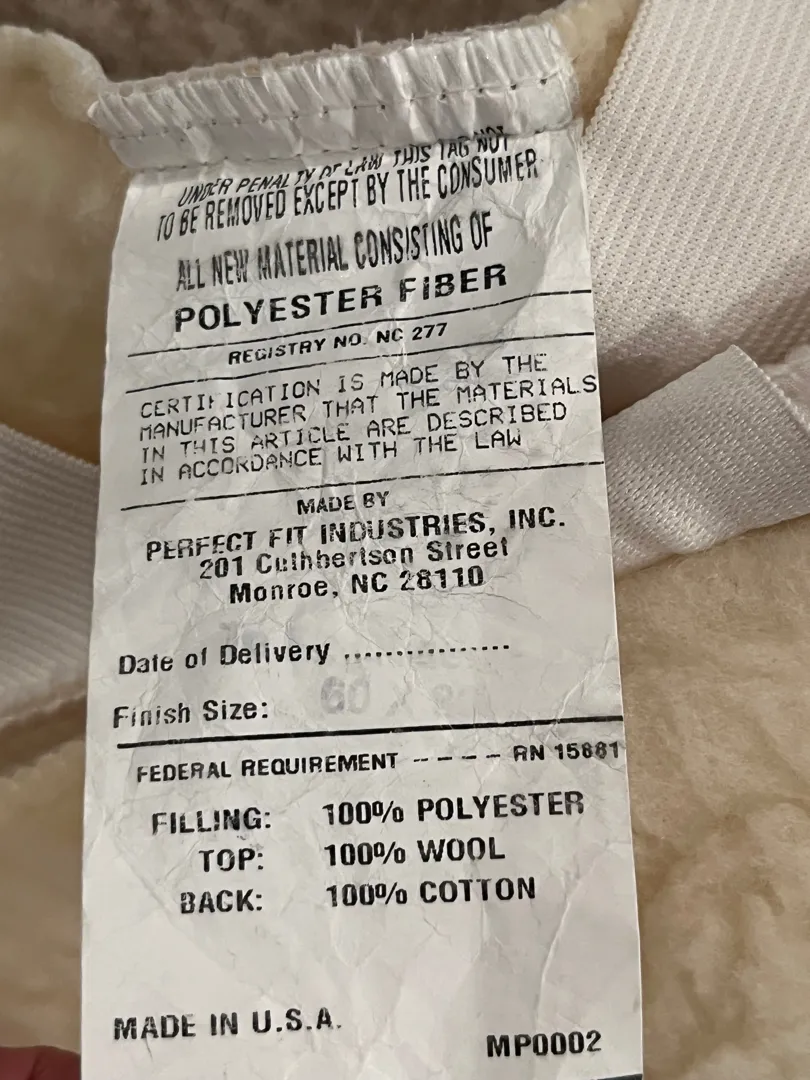 UNDER PENALTY OF LAW THIS TAG NOT
TO BE REMOVED EXCEPT BY THE CONSUMER
ALL NEW MATERIAL CONSISTING OF
POLYESTER FIBER
REGISTRY NO. NC 277
CERTIFICATION IS MADE BY THE
MANUFACTURER THAT THE MATERIALS
IN THIS ARTICLE ARE DESCRIBED
IN ACCORDANCE WITH THE LAW
MADE BY
PERFECT FIT INDUSTRIES, INC.
201 Cuthbertson Street
Monroe, NC 28110
Date of Delivery ................
Finish Size: 60 X
FEDERAL REQUIREMENT ---- RN 15881
FILLING: 100% POLYESTER
TOP: 100% WOOL
BACK: 100% COTTON
MADE IN U.S.A.
MP0002